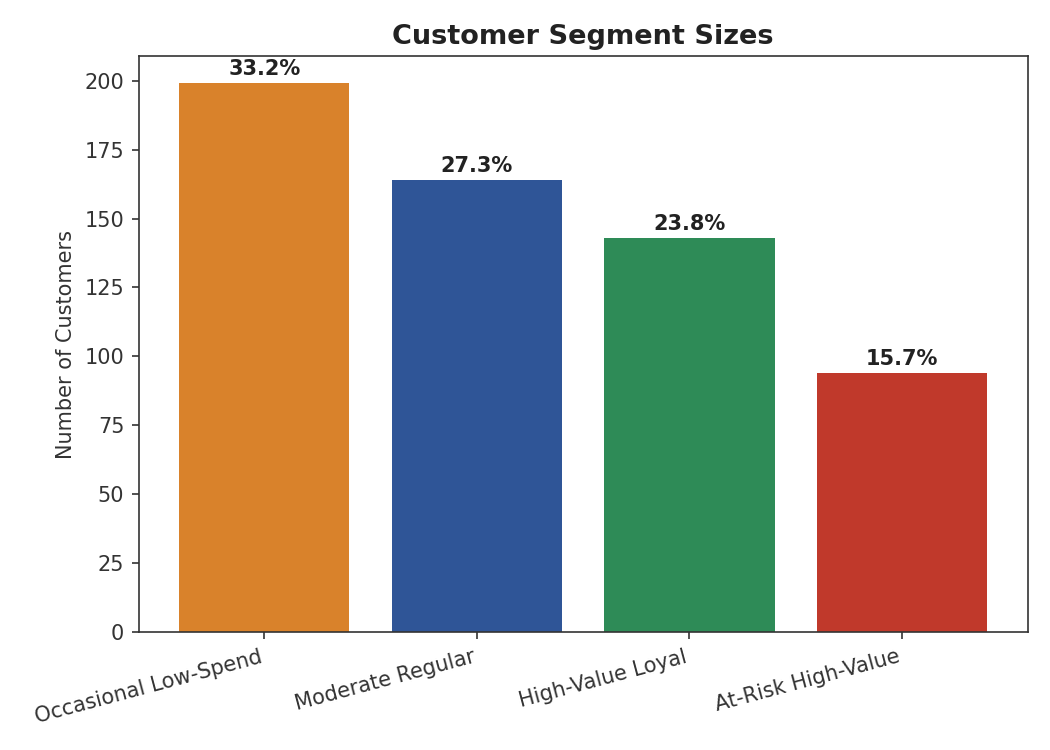 Customer Segment Sizes
Number of Customers
200
175
150
125
100
75
50
25
0
33.2%
27.3%
23.8%
15.7%
Occasional Low-Spend
Moderate Regular
High-Value Loyal
At-Risk High-Value